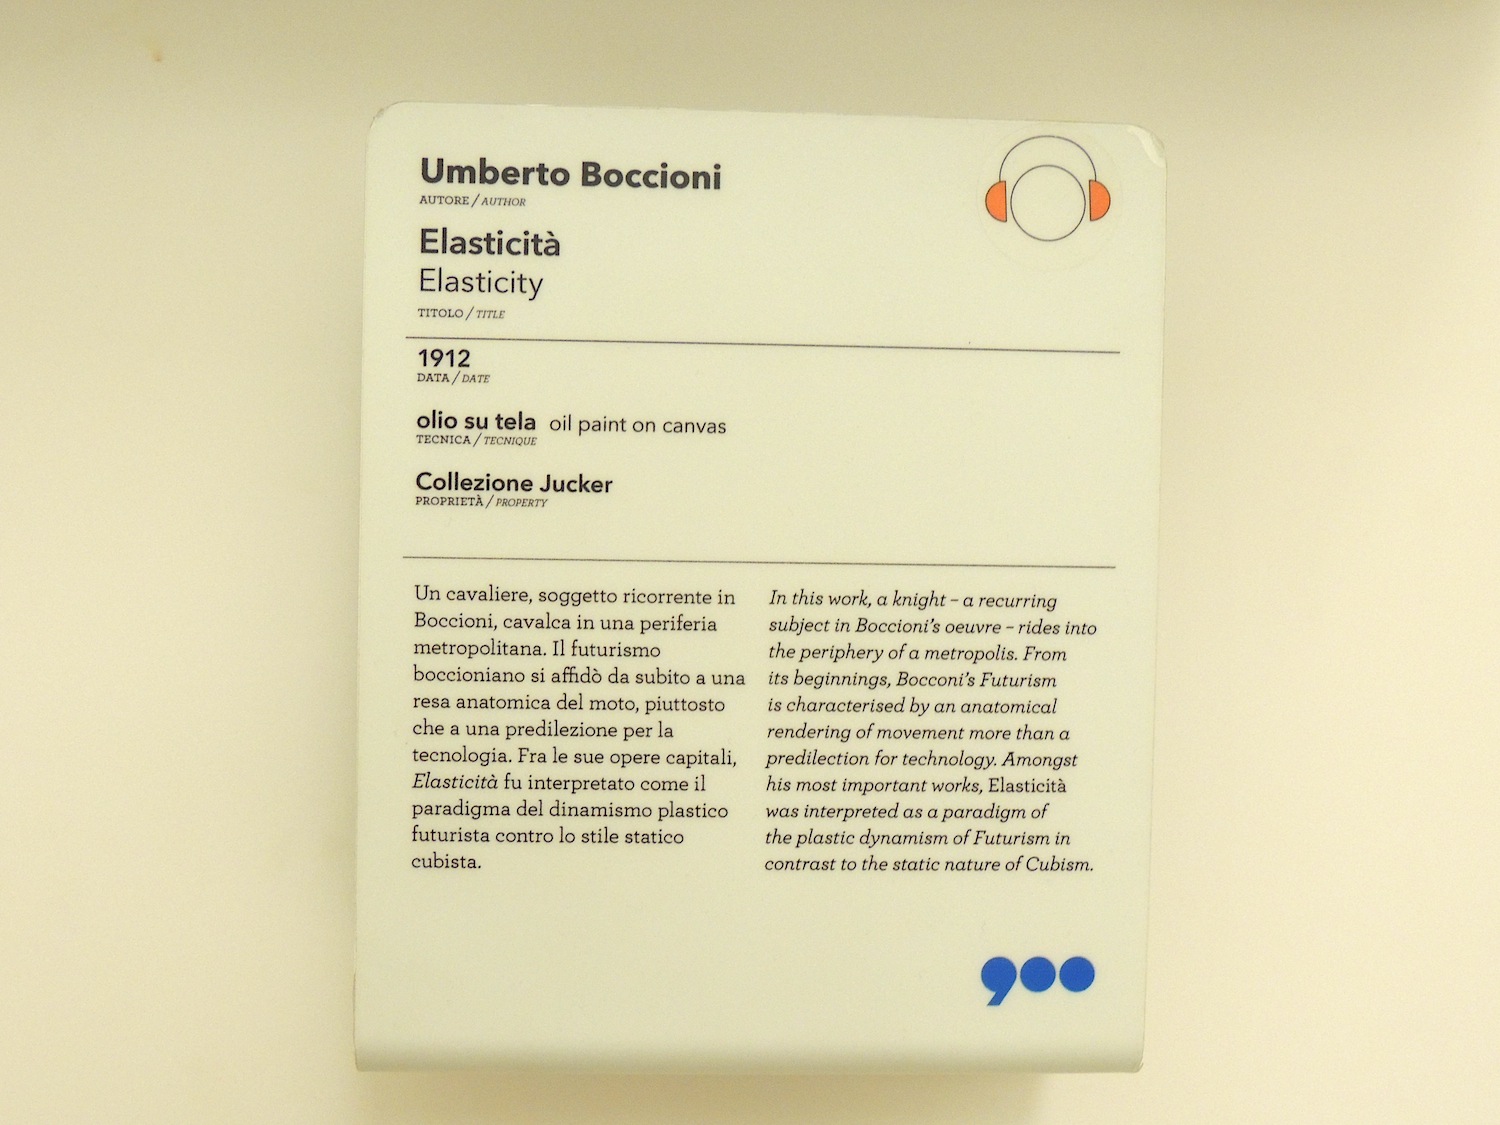 Umberto Boccioni
AUTORE / AUTHOR
Elasticità
Elasticity
TITOLO / TITLE
1912
DATA / DATE
olio su tela oil paint on canvas
TECNICA / TECNIQUE
Collezione Jucker
PROPRIETÀ / PROPERTY
Un cavaliere, soggetto ricorrente in
Boccioni, cavalca in una periferia
metropolitana. Il futurismo
boccioniano si affidò da subito a una
resa anatomica del moto, piuttosto
che a una predilezione per la
tecnologia. Fra le sue opere capitali,
Elasticità fu interpretato come il
paradigma del dinamismo plastico
futurista contro lo stile statico
cubista.
In this work, a knight – a recurring
subject in Boccioni's oeuvre – rides into
the periphery of a metropolis. From
its beginnings, Bocconi's Futurism
is characterised by an anatomical
rendering of movement more than a
predilection for technology. Amongst
his most important works, Elasticità
was interpreted as a paradigm of
the plastic dynamism of Futurism in
contrast to the static nature of Cubism.
900